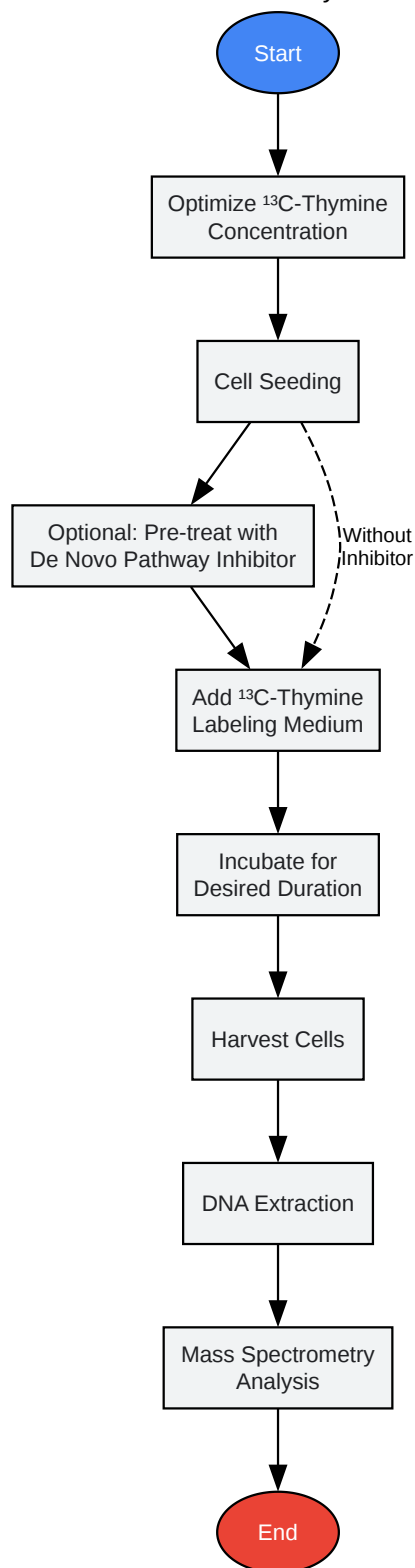 Start
Optimize ¹³C-Thymine
Concentration
Cell Seeding
Optional: Pre-treat with
De Novo Pathway Inhibitor
Without
Inhibitor
Add ¹³C-Thymine
Labeling Medium
Incubate for
Desired Duration
Harvest Cells
DNA Extraction
Mass Spectrometry
Analysis
End